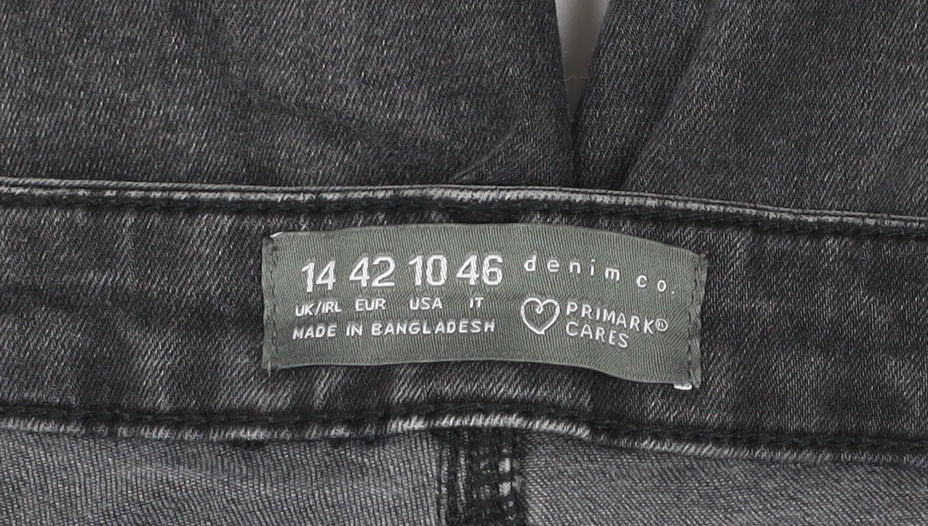 14 42 10 46
UK/IRL EUR USA IT
MADE IN BANGLADESH
denim co.
PRIMARK®
CARES